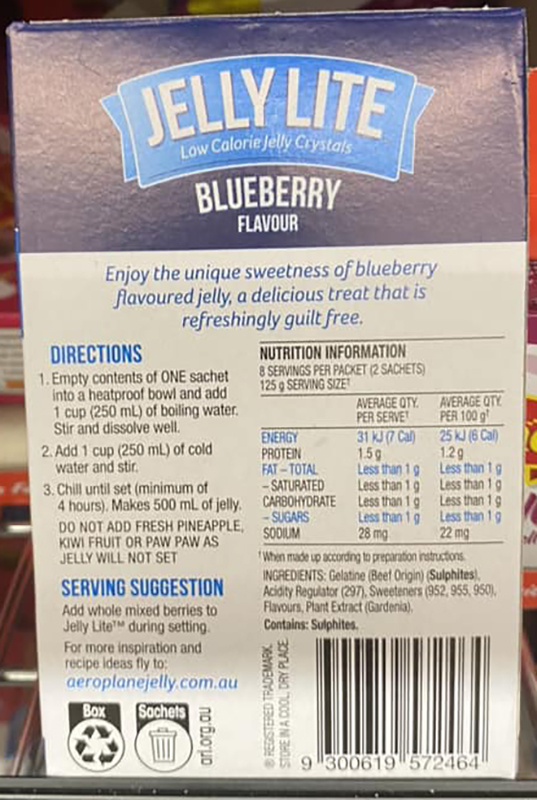 JELLY LITE
Low Calorie Jelly Crystals
BLUEBERRY
FLAVOUR
Enjoy the unique sweetness of blueberry
flavoured jelly, a delicious treat that is
refreshingly guilt free.
DIRECTIONS
1. Empty contents of ONE sachet
into a heatproof bowl and add
1 cup (250 mL) of boiling water.
Stir and dissolve well.
2. Add 1 cup (250 mL) of cold
water and stir.
3. Chill until set (minimum of
4 hours). Makes 500 mL of jelly.
DO NOT ADD FRESH PINEAPPLE,
KIWI FRUIT OR PAW PAW AS
JELLY WILL NOT SET
SERVING SUGGESTION
Add whole mixed berries to
Jelly Lite™ during setting.
For more inspiration and
recipe ideas fly to:
aeroplanejelly.com.au
Box
Sachets
arl.org.au
NUTRITION INFORMATION
8 SERVINGS PER PACKET (2 SACHETS)
125 g SERVING SIZE†
AVERAGE QTY. AVERAGE QTY.
PER SERVE† PER 100 g†
ENERGY 31 kJ (7 Cal) 25 kJ (6 Cal)
PROTEIN 1.5 g 1.2 g
FAT – TOTAL Less than 1 g Less than 1 g
– SATURATED Less than 1 g Less than 1 g
CARBOHYDRATE Less than 1 g Less than 1 g
– SUGARS Less than 1 g Less than 1 g
SODIUM 28 mg 22 mg
† When made up according to preparation instructions.
INGREDIENTS: Gelatine (Beef Origin) (Sulphites),
Acidity Regulator (297), Sweeteners (952, 955, 950),
Flavours, Plant Extract (Gardenia).
Contains: Sulphites.
® REGISTERED TRADEMARK.
STORE IN A COOL, DRY PLACE
9 300619 572464